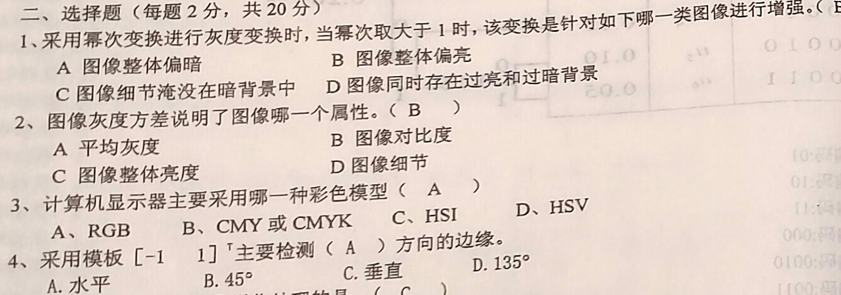 二、选择题（每题 2 分，共 20 分）
1、采用幂次变换进行灰度变换时，当幂次取大于 1 时，该变换是针对如下哪一类图像进行增强。（
A 图像整体偏暗 B 图像整体偏亮
C 图像细节淹没在暗背景中 D 图像同时存在过亮和过暗背景
2、图像灰度方差说明了图像哪一个属性。（ B ）
A 平均灰度 B 图像对比度
C 图像整体亮度 D 图像细节
3、计算机显示器主要采用哪一种彩色模型（ A ）
A、RGB B、CMY 或 CMYK C、HSI D、HSV
4、采用模板［-1 1］T主要检测（ A ）方向的边缘。
A. 水平 B. 45° C. 垂直 D. 135°